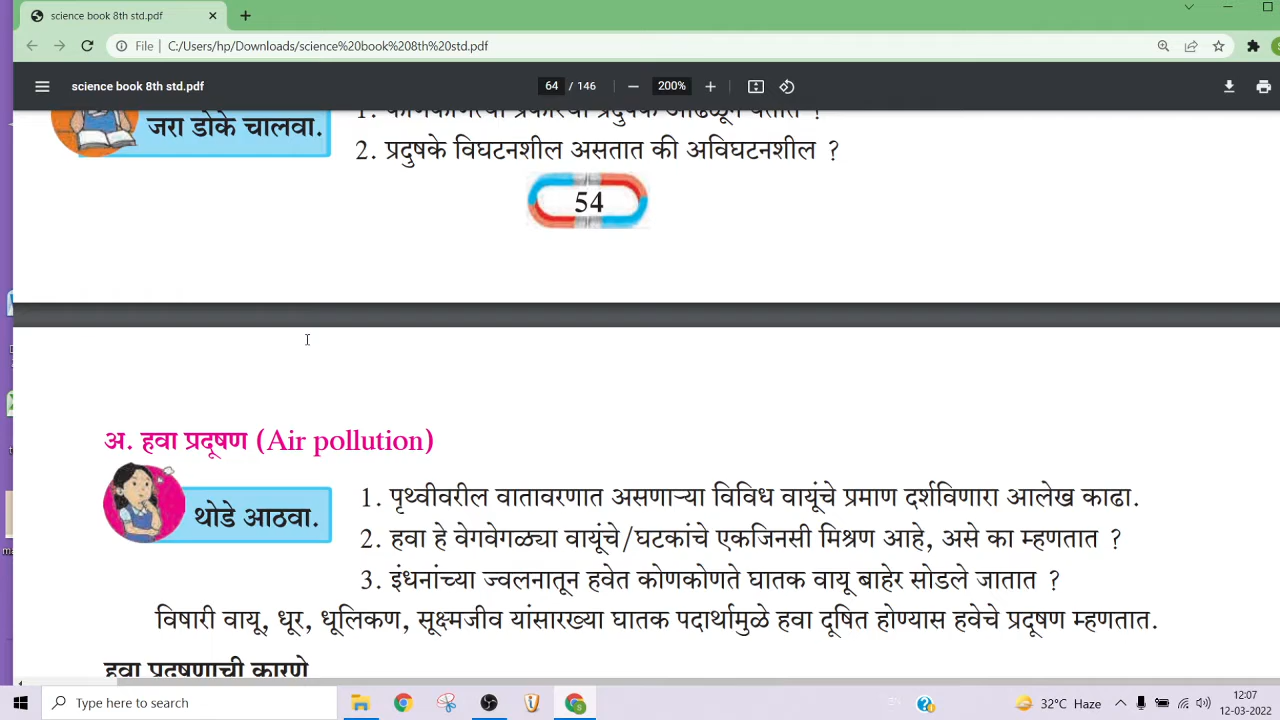 science book 8th std.pdf
File
C:/Users/hp/Downloads/science%20book%208th%20std.pdf
science book 8th std.pdf
64 / 146
200%
जरा डोके चालवा.
2. प्रदुषके विघटनशील असतात की अविघटनशील ?
54
अ. हवा प्रदूषण (Air pollution)
थोडे आठवा.
1. पृथ्वीवरील वातावरणात असणाऱ्या विविध वायूंचे प्रमाण दर्शविणारा आलेख काढा.
2. हवा हे वेगवेगळ्या वायूंचे/घटकांचे एकजिनसी मिश्रण आहे, असे का म्हणतात ?
3. इंधनांच्या ज्वलनातून हवेत कोणकोणते घातक वायू बाहेर सोडले जातात ?
विषारी वायू, धूर, धूलिकण, सूक्ष्मजीव यांसारख्या घातक पदार्थामुळे हवा दूषित होण्यास हवेचे प्रदूषण म्हणतात.
हवा प्रदूषणाची कारणे
Type here to search
32°C Haze
12:07
12-03-2022